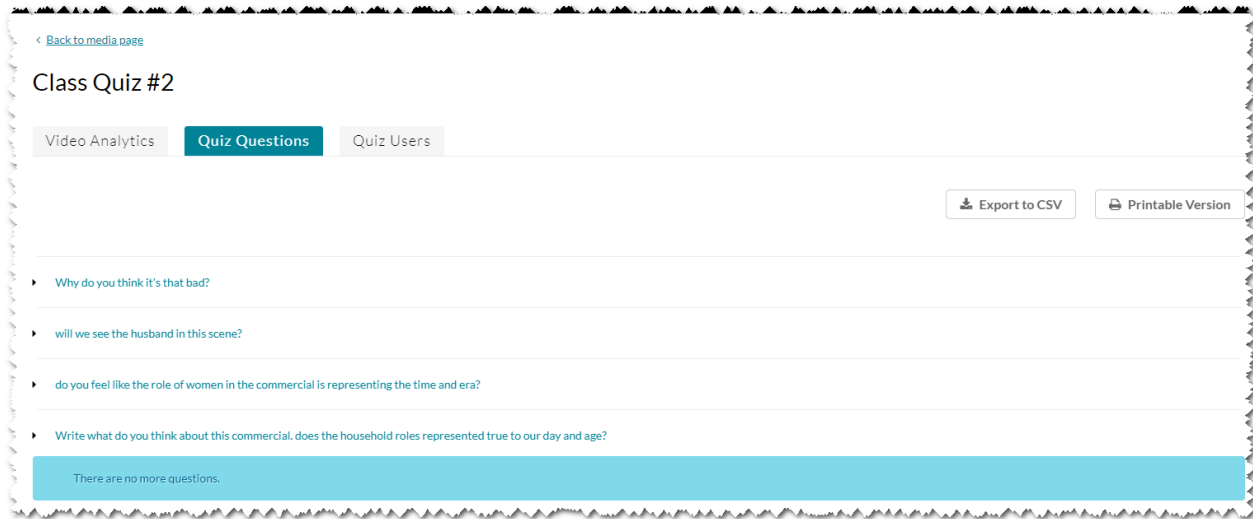 Back to media page
Class Quiz #2
Video Analytics
Quiz Questions
Quiz Users
Export to CSV
Printable Version
Why do you think it's that bad?
will we see the husband in this scene?
do you feel like the role of women in the commercial is representing the time and era?
Write what do you think about this commercial. does the household roles represented true to our day and age?
There are no more questions.